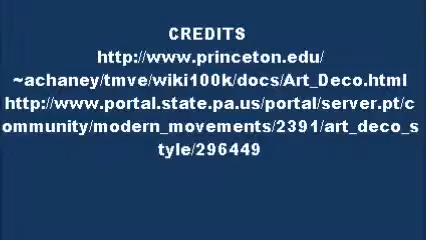 CREDITS
http://www.princeton.edu/
~achaney/tmve/wiki100k/docs/Art_Deco.html
http://www.portal.state.pa.us/portal/server.pt/c
ommunity/modern_movements/2391/art_deco_s
tyle/296449